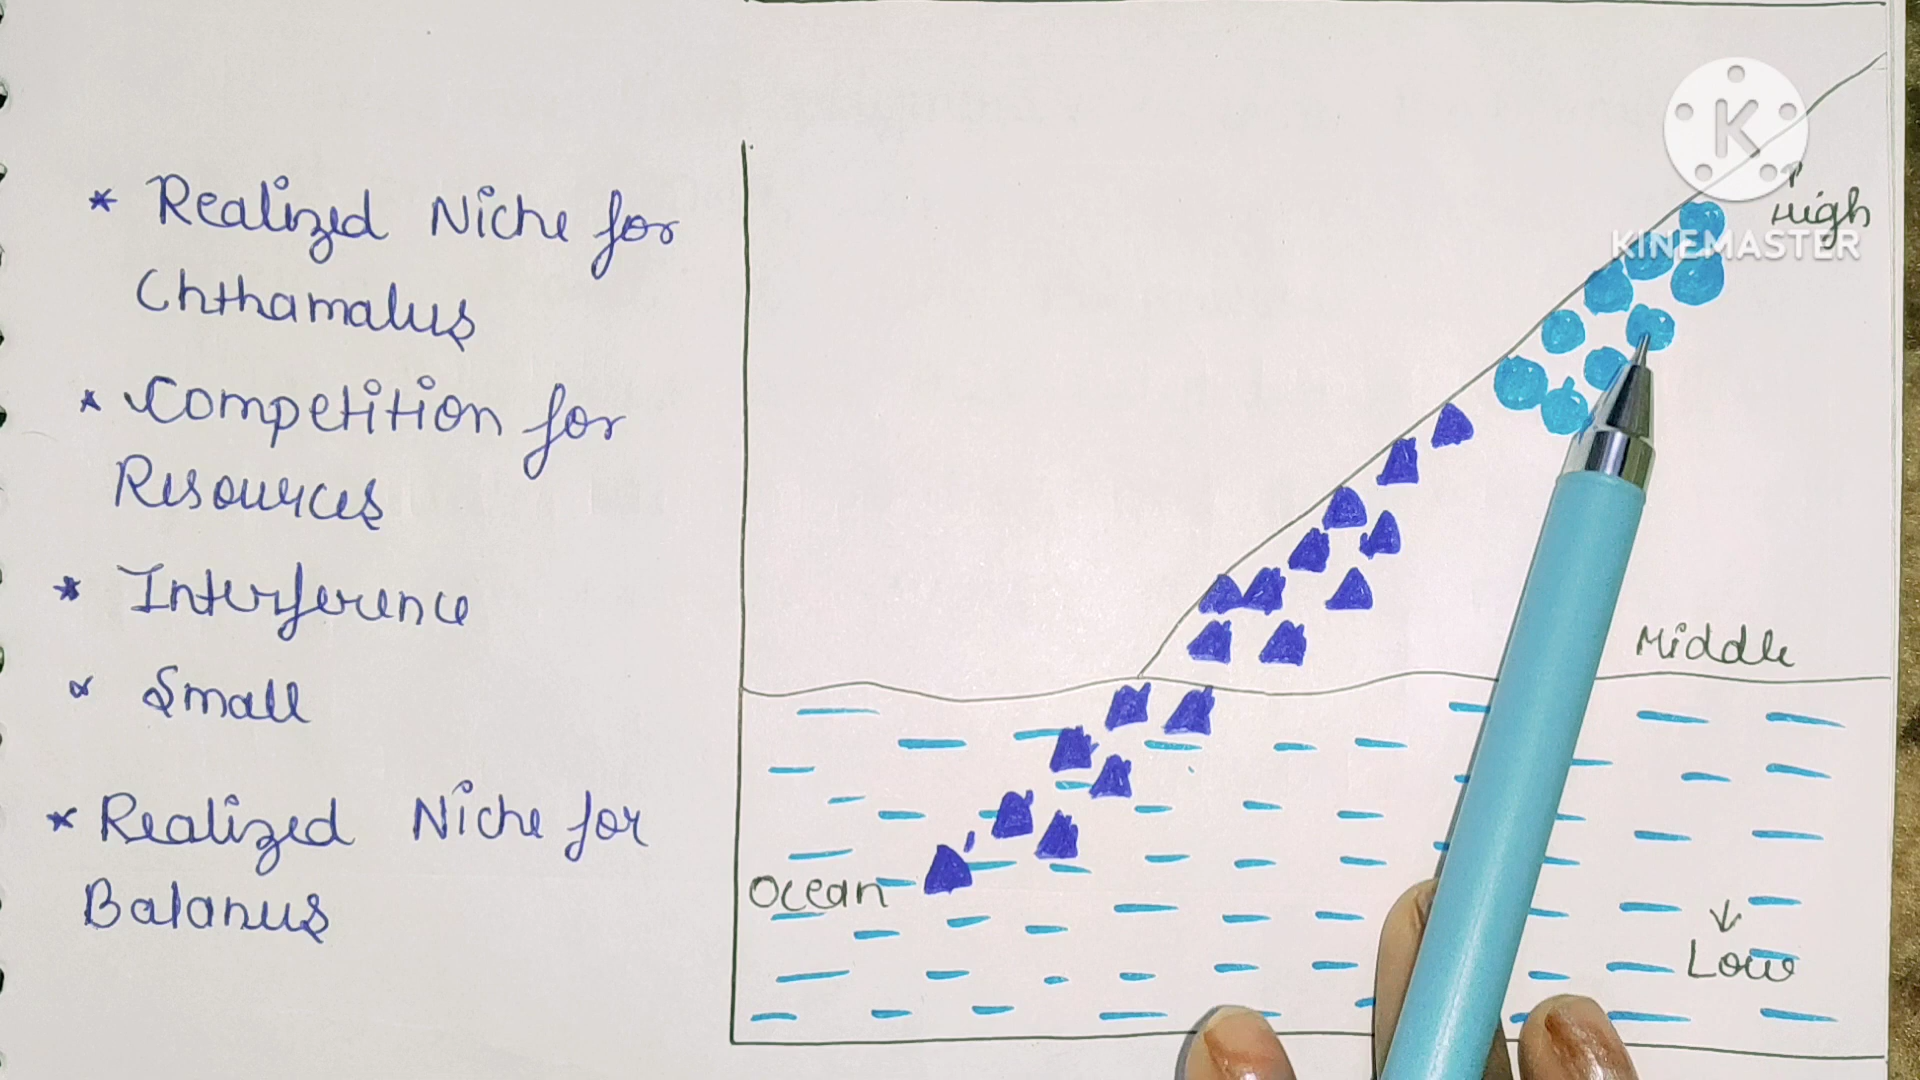 * Realized Niche for
Chthamalus
* Competition for
Resources
* Interference
* Small
* Realized Niche for
Balanus
K
High
KINEMASTER
Middle
Ocean
Low